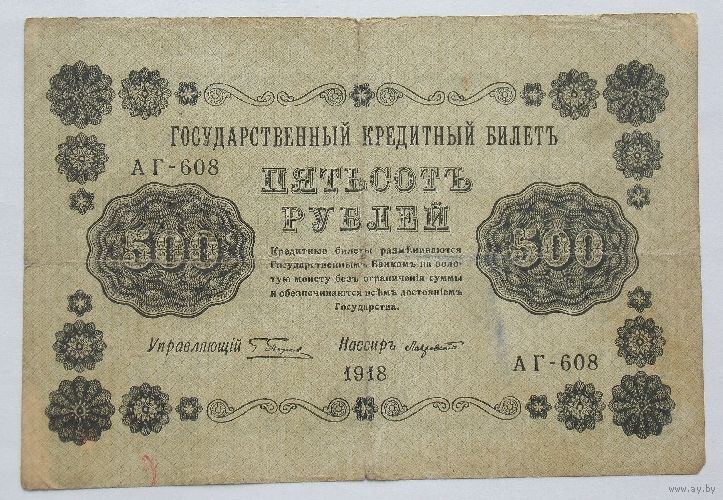 ГОСУДАРСТВЕННЫЙ КРЕДИТНЫЙ БИЛЕТЪ
АГ-608
ПЯТЬСОТЪ
РУБЛЕЙ
500
500
Кредитные билеты размѣниваются
Государственнымъ Банкомъ на золо-
тую монету безъ ограниченія суммы
и обезпечиваются всѣмъ достояніемъ
Государства.
Управляющій
Кассиръ
АГ-608
1918
www.ay.by